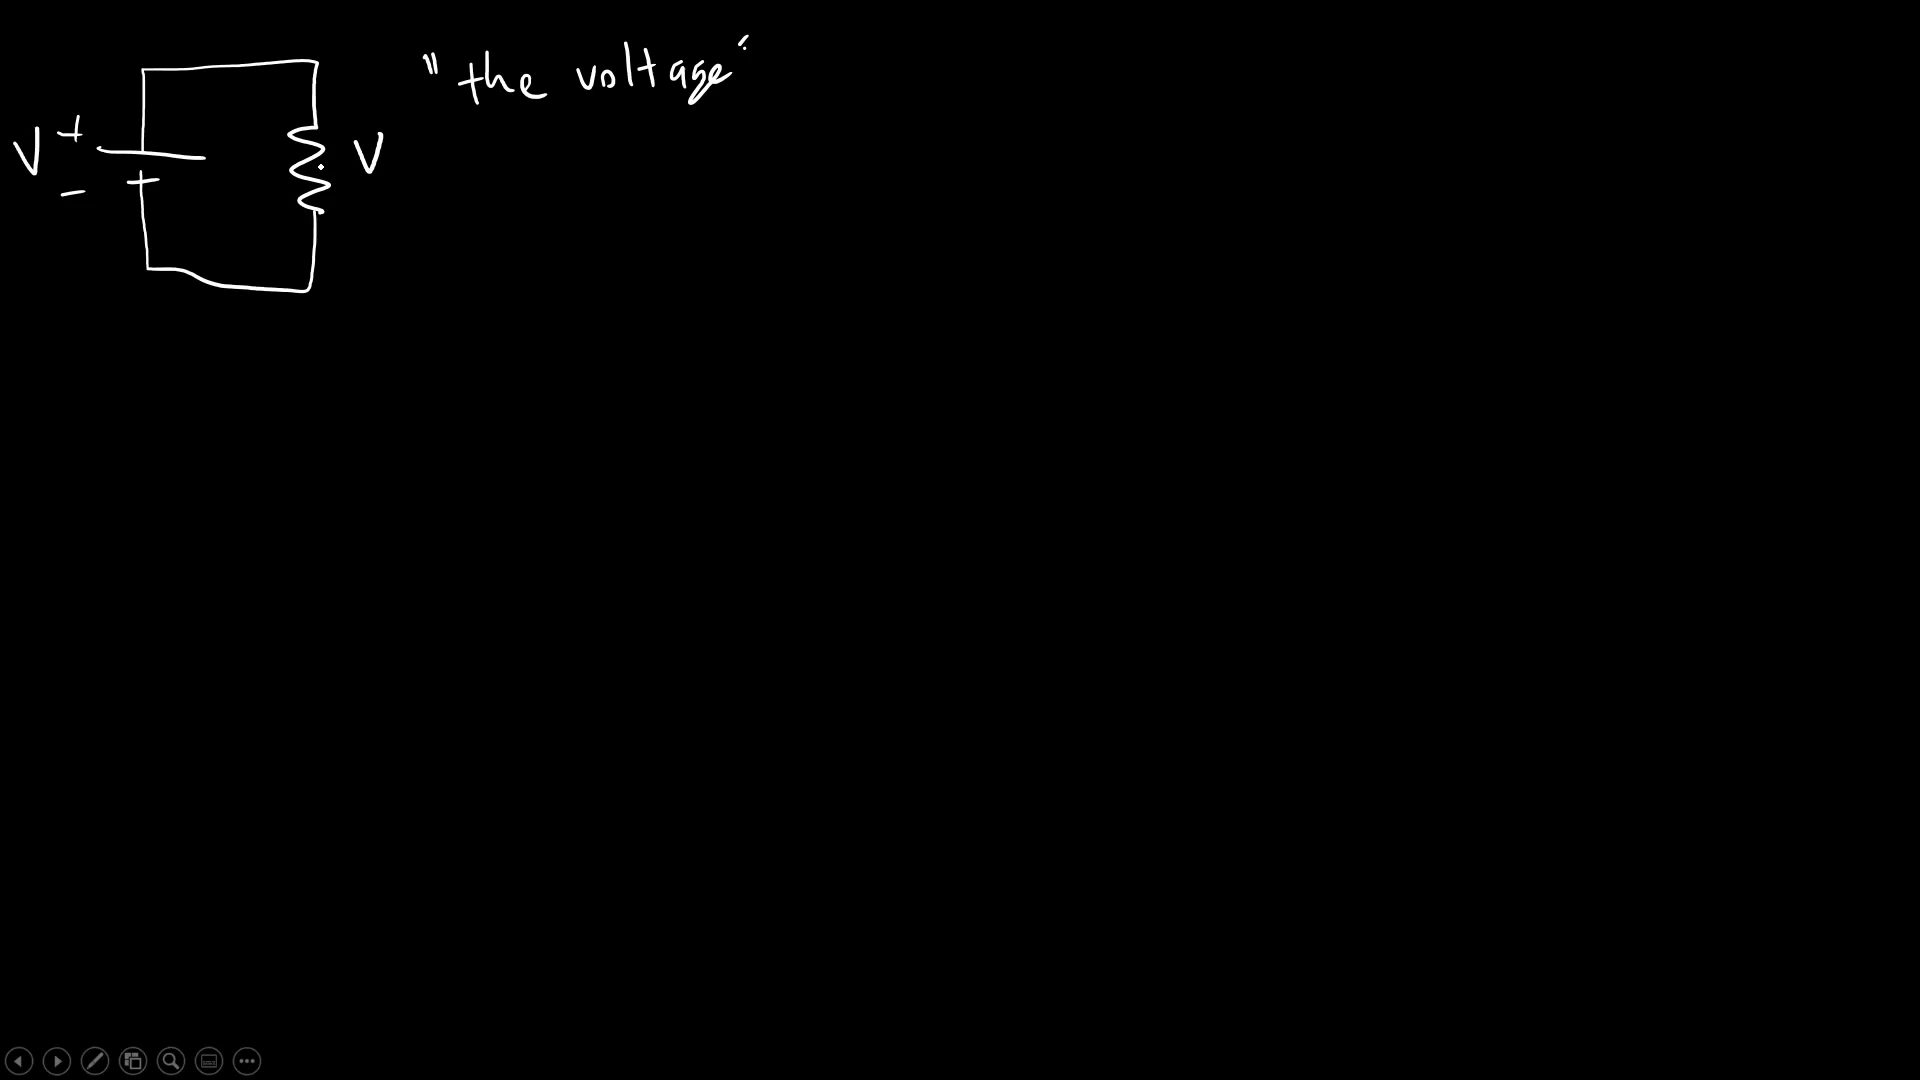 "the voltage"
V + -
V